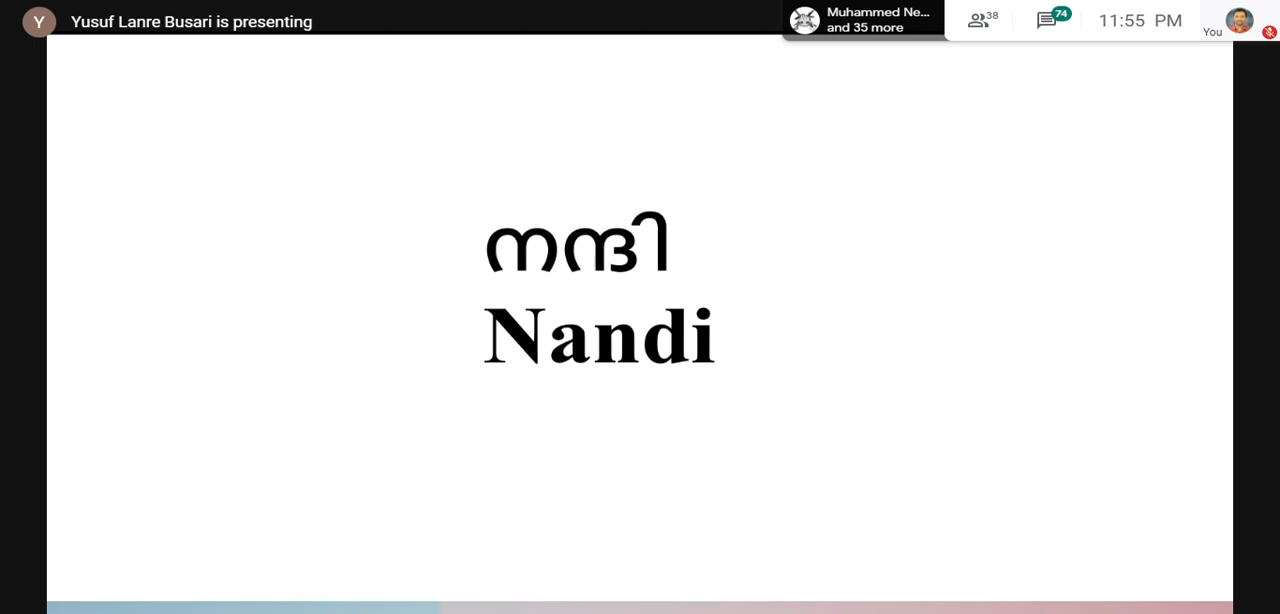 Y Yusuf Lanre Busari is presenting
Muhammed Ne...
and 35 more
38
74
11:55 PM
You
നന്ദി
Nandi